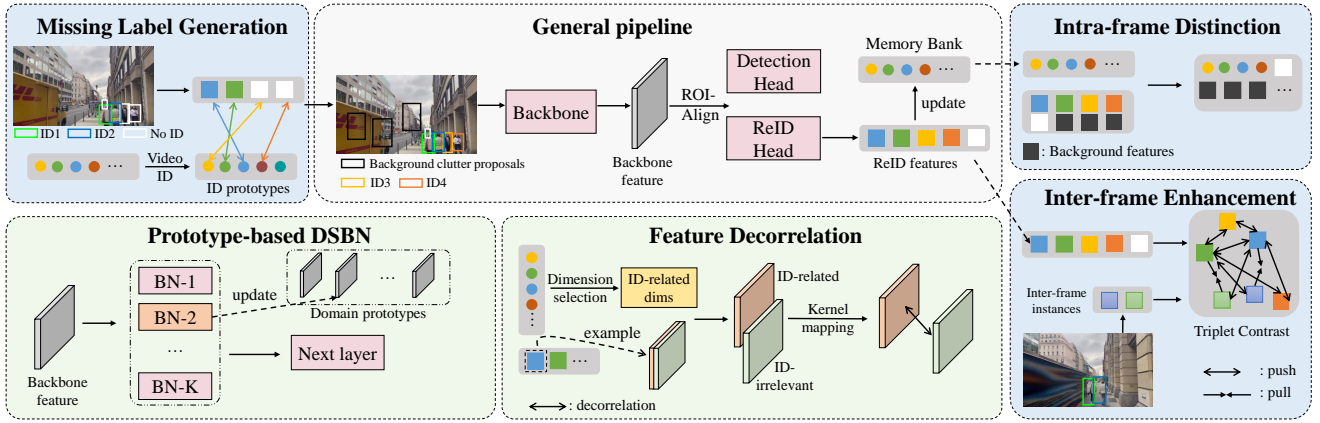 Missing Label Generation
ID1
ID2
No ID
Video
ID
ID prototypes
General pipeline
Background clutter proposals
ID3
ID4
Backbone
Backbone
feature
ROI-
Align
Detection
Head
ReID
Head
Memory Bank
update
ReID features
Intra-frame Distinction
: Background features
Inter-frame Enhancement
Inter-frame
instances
Triplet Contrast
: push
: pull
Prototype-based DSBN
Backbone
feature
BN-1
BN-2
...
BN-K
update
Domain prototypes
Next layer
Feature Decorrelation
Dimension
selection
ID-related
dims
example
ID-related
ID-
irrelevant
Kernel
mapping
: decorrelation